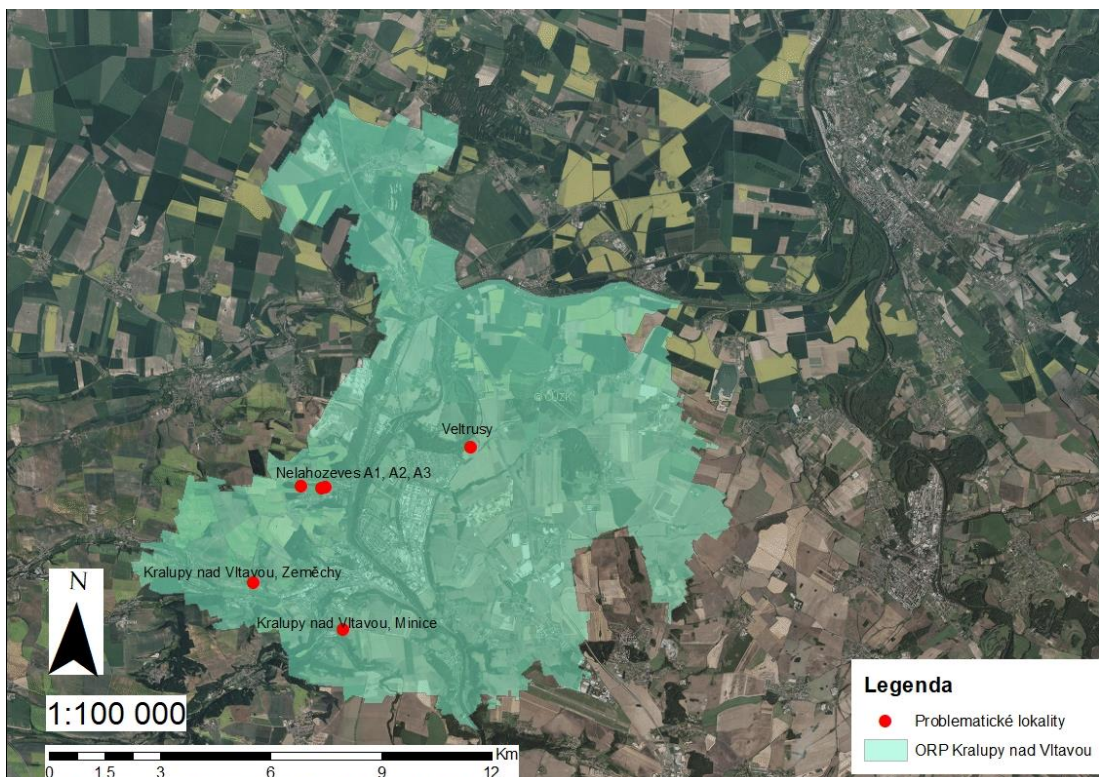 © ČÚZK
Veltrusy
Nelahozeves A1, A2, A3
Kralupy nad Vltavou, Zeměchy
Kralupy nad Vltavou, Minice
N
1:100 000
Km
0 1,5 3 6 9 12
Legenda
Problematické lokality
ORP Kralupy nad Vltavou